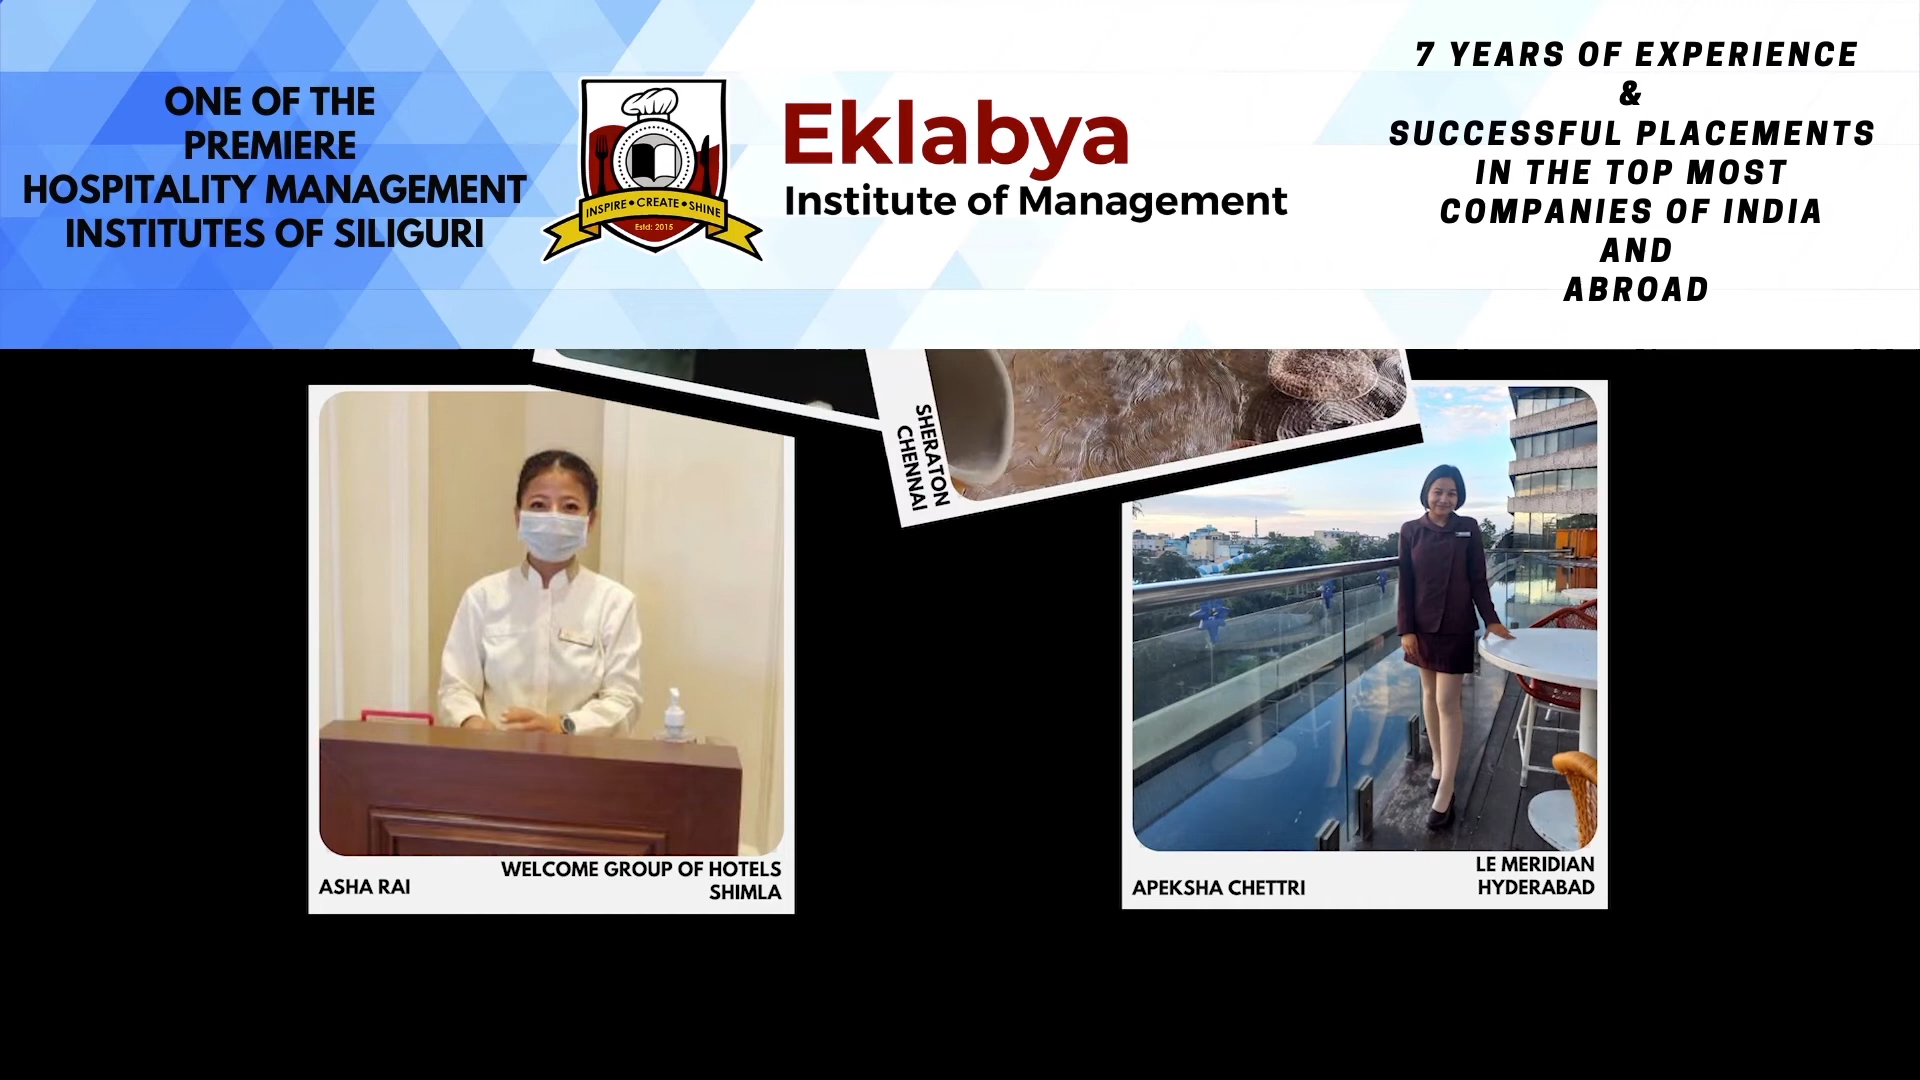 ONE OF THE
PREMIERE
HOSPITALITY MANAGEMENT
INSTITUTES OF SILIGURI
INSPIRE • CREATE • SHINE
Estd: 2015
Eklabya
Institute of Management
7 YEARS OF EXPERIENCE
&
SUCCESSFUL PLACEMENTS
IN THE TOP MOST
COMPANIES OF INDIA
AND
ABROAD
SHERATON
CHENNAI
ASHA RAI
WELCOME GROUP OF HOTELS
SHIMLA
APEKSHA CHETTRI
LE MERIDIAN
HYDERABAD